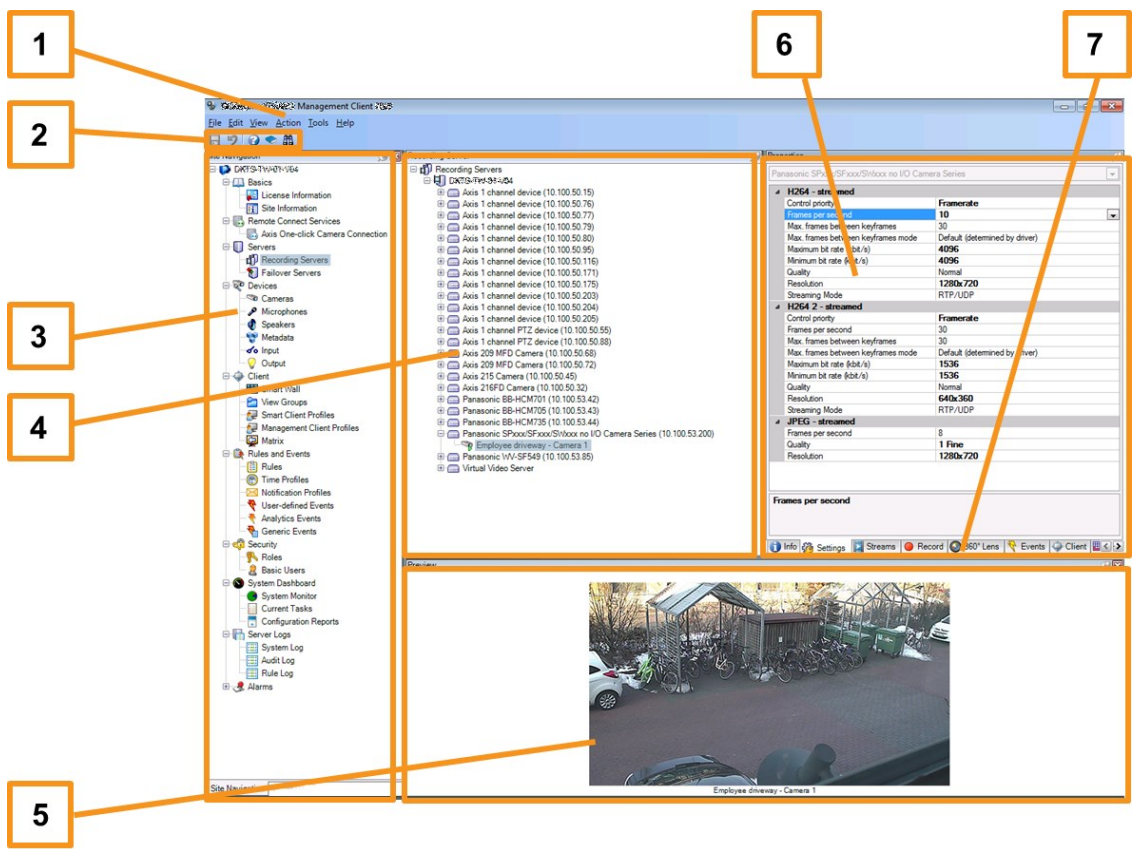 1
6
7
2
3
4
5
Management Client
File Edit View Action Tools Help
Site Navigation
Basics
License Information
Site Information
Remote Connect Services
Axis One-click Camera Connection
Servers
Recording Servers
Failover Servers
Devices
Cameras
Microphones
Speakers
Metadata
Input
Output
Client
Smart Wall
View Groups
Smart Client Profiles
Management Client Profiles
Matrix
Rules and Events
Rules
Time Profiles
Notification Profiles
User-defined Events
Analytics Events
Generic Events
Security
Roles
Basic Users
System Dashboard
System Monitor
Current Tasks
Configuration Reports
Server Logs
System Log
Audit Log
Rule Log
Alarms
Site Navigation
Recording Server
Recording Servers
Axis 1 channel device (10.100.50.15)
Axis 1 channel device (10.100.50.76)
Axis 1 channel device (10.100.50.77)
Axis 1 channel device (10.100.50.79)
Axis 1 channel device (10.100.50.80)
Axis 1 channel device (10.100.50.95)
Axis 1 channel device (10.100.50.116)
Axis 1 channel device (10.100.50.171)
Axis 1 channel device (10.100.50.175)
Axis 1 channel device (10.100.50.203)
Axis 1 channel device (10.100.50.204)
Axis 1 channel device (10.100.50.205)
Axis 1 channel PTZ device (10.100.50.55)
Axis 1 channel PTZ device (10.100.50.88)
Axis 209 MFD Camera (10.100.50.68)
Axis 209 MFD Camera (10.100.50.72)
Axis 215 Camera (10.100.50.45)
Axis 216FD Camera (10.100.50.32)
Panasonic BB-HCM701 (10.100.53.42)
Panasonic BB-HCM705 (10.100.53.43)
Panasonic BB-HCM735 (10.100.53.44)
Panasonic SPxxx/SFxxx/SWxxx no I/O Camera Series (10.100.53.200)
Employee driveway - Camera 1
Panasonic WV-SF549 (10.100.53.85)
Virtual Video Server
Properties
Panasonic SPxxx/SFxxx/SWxxx no I/O Camera Series
H264 - streamed
Control priority Framerate
Frames per second 10
Max. frames between keyframes 30
Max. frames between keyframes mode Default (determined by driver)
Maximum bit rate (kbit/s) 4096
Minimum bit rate (kbit/s) 4096
Quality Normal
Resolution 1280x720
Streaming Mode RTP/UDP
H264 2 - streamed
Control priority Framerate
Frames per second 30
Max. frames between keyframes 30
Max. frames between keyframes mode Default (determined by driver)
Maximum bit rate (kbit/s) 1536
Minimum bit rate (kbit/s) 1536
Quality Normal
Resolution 640x360
Streaming Mode RTP/UDP
JPEG - streamed
Frames per second 8
Quality 1 Fine
Resolution 1280x720
Frames per second
Info Settings Streams Record 360° Lens Events Client
Preview
Employee driveway - Camera 1